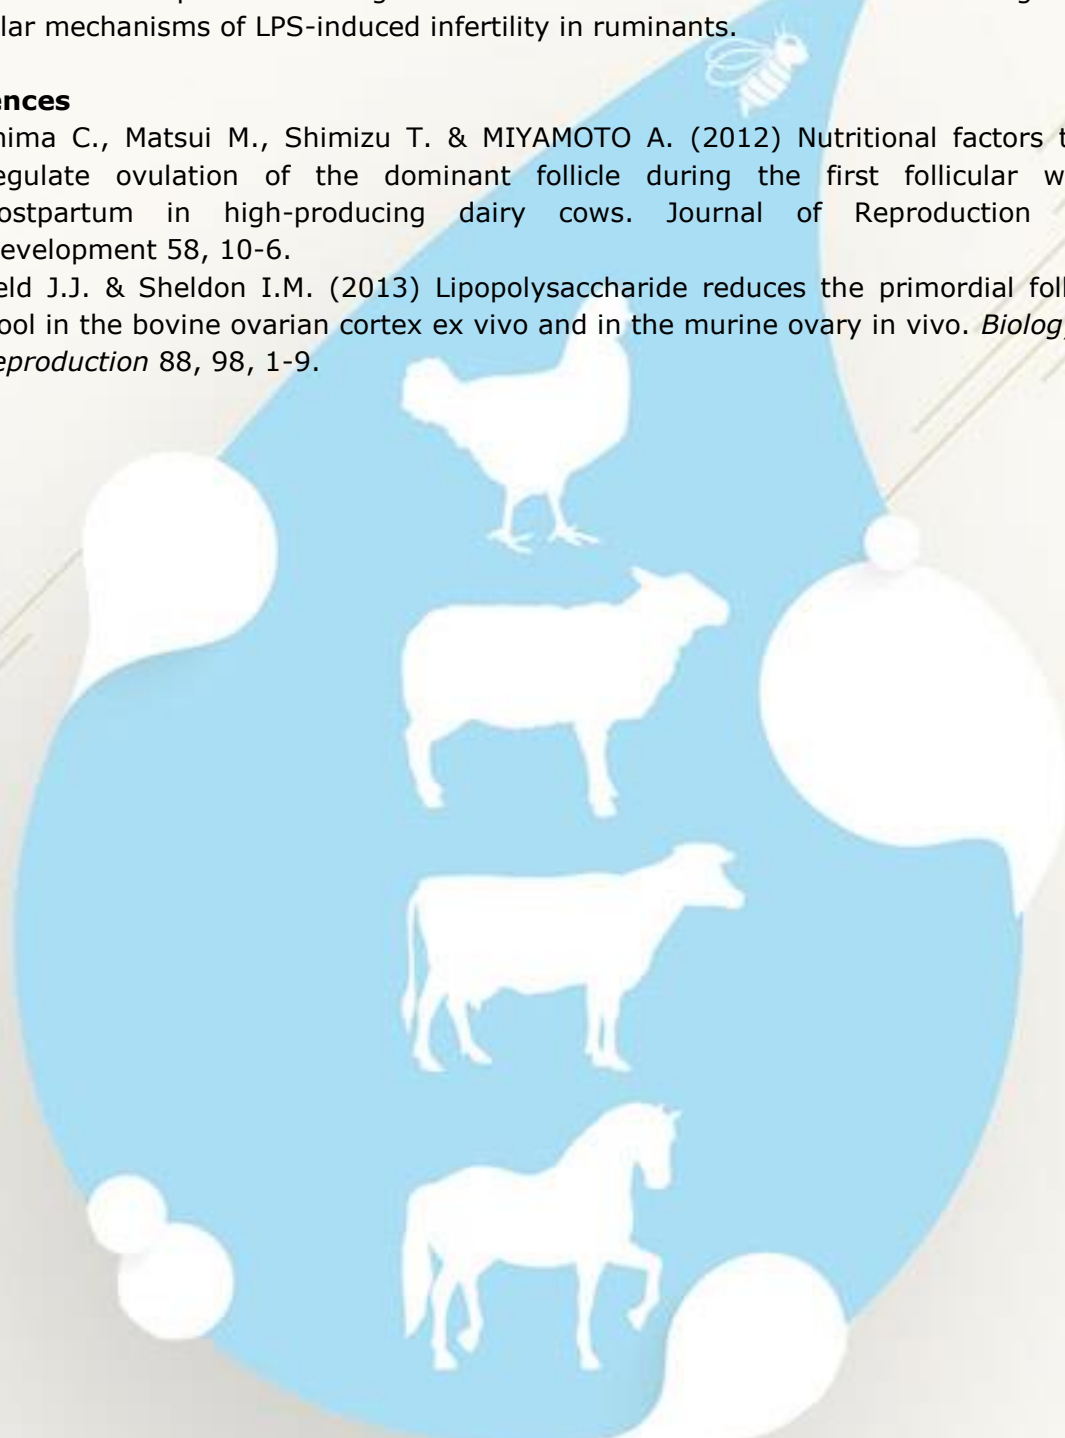 lar mechanisms of LPS-induced infertility in ruminants.
ences
hima C., Matsui M., Shimizu T. & MIYAMOTO A. (2012) Nutritional factors t
egulate ovulation of the dominant follicle during the first follicular w
ostpartum in high-producing dairy cows. Journal of Reproduction
evelopment 58, 10-6.
eld J.J. & Sheldon I.M. (2013) Lipopolysaccharide reduces the primordial foll
ool in the bovine ovarian cortex ex vivo and in the murine ovary in vivo. Biology
eproduction 88, 98, 1-9.